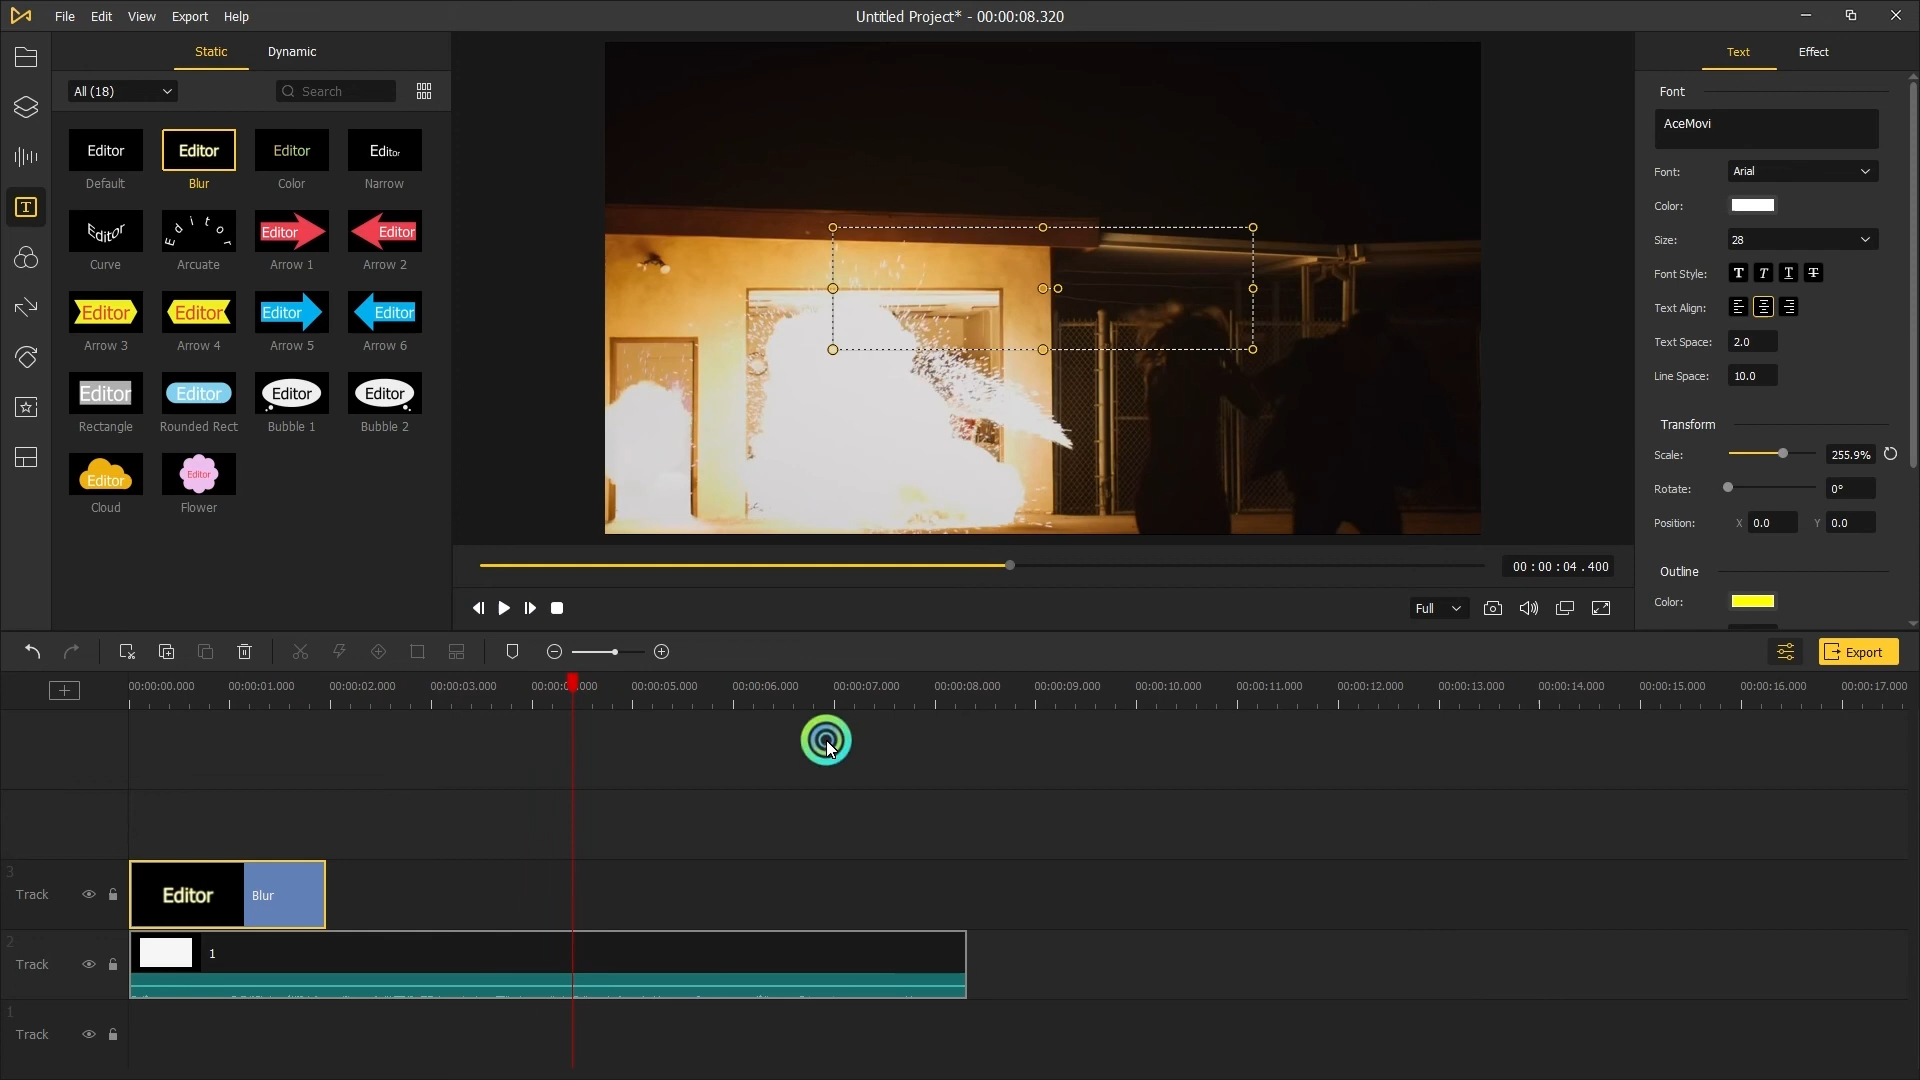 File Edit View Export Help
Untitled Project* - 00:00:08.320
Static Dynamic
All (18) Search
Editor Editor Editor Editor
Default Blur Color Narrow
Editor Editor Editor Editor
Curve Arcuate Arrow 1 Arrow 2
Editor Editor Editor Editor
Arrow 3 Arrow 4 Arrow 5 Arrow 6
Editor Editor Editor Editor
Rectangle Rounded Rect Bubble 1 Bubble 2
Editor Editor
Cloud Flower
Text Effect
Font
AceMovi
Font: Arial
Color:
Size: 28
Font Style: T T T T
Text Align:
Text Space: 2.0
Line Space: 10.0
Transform
Scale: 255.9%
Rotate: 0°
Position: X 0.0 Y 0.0
Outline
Color:
00 : 00 : 04 . 400
Full
Export
00:00:00.000 00:00:01.000 00:00:02.000 00:00:03.000 00:00:05.000 00:00:06.000 00:00:07.000 00:00:08.000 00:00:09.000 00:00:10.000 00:00:11.000 00:00:12.000 00:00:13.000 00:00:14.000 00:00:15.000 00:00:16.000 00:00:17.000
3
Track Editor Blur
2
Track 1
1
Track